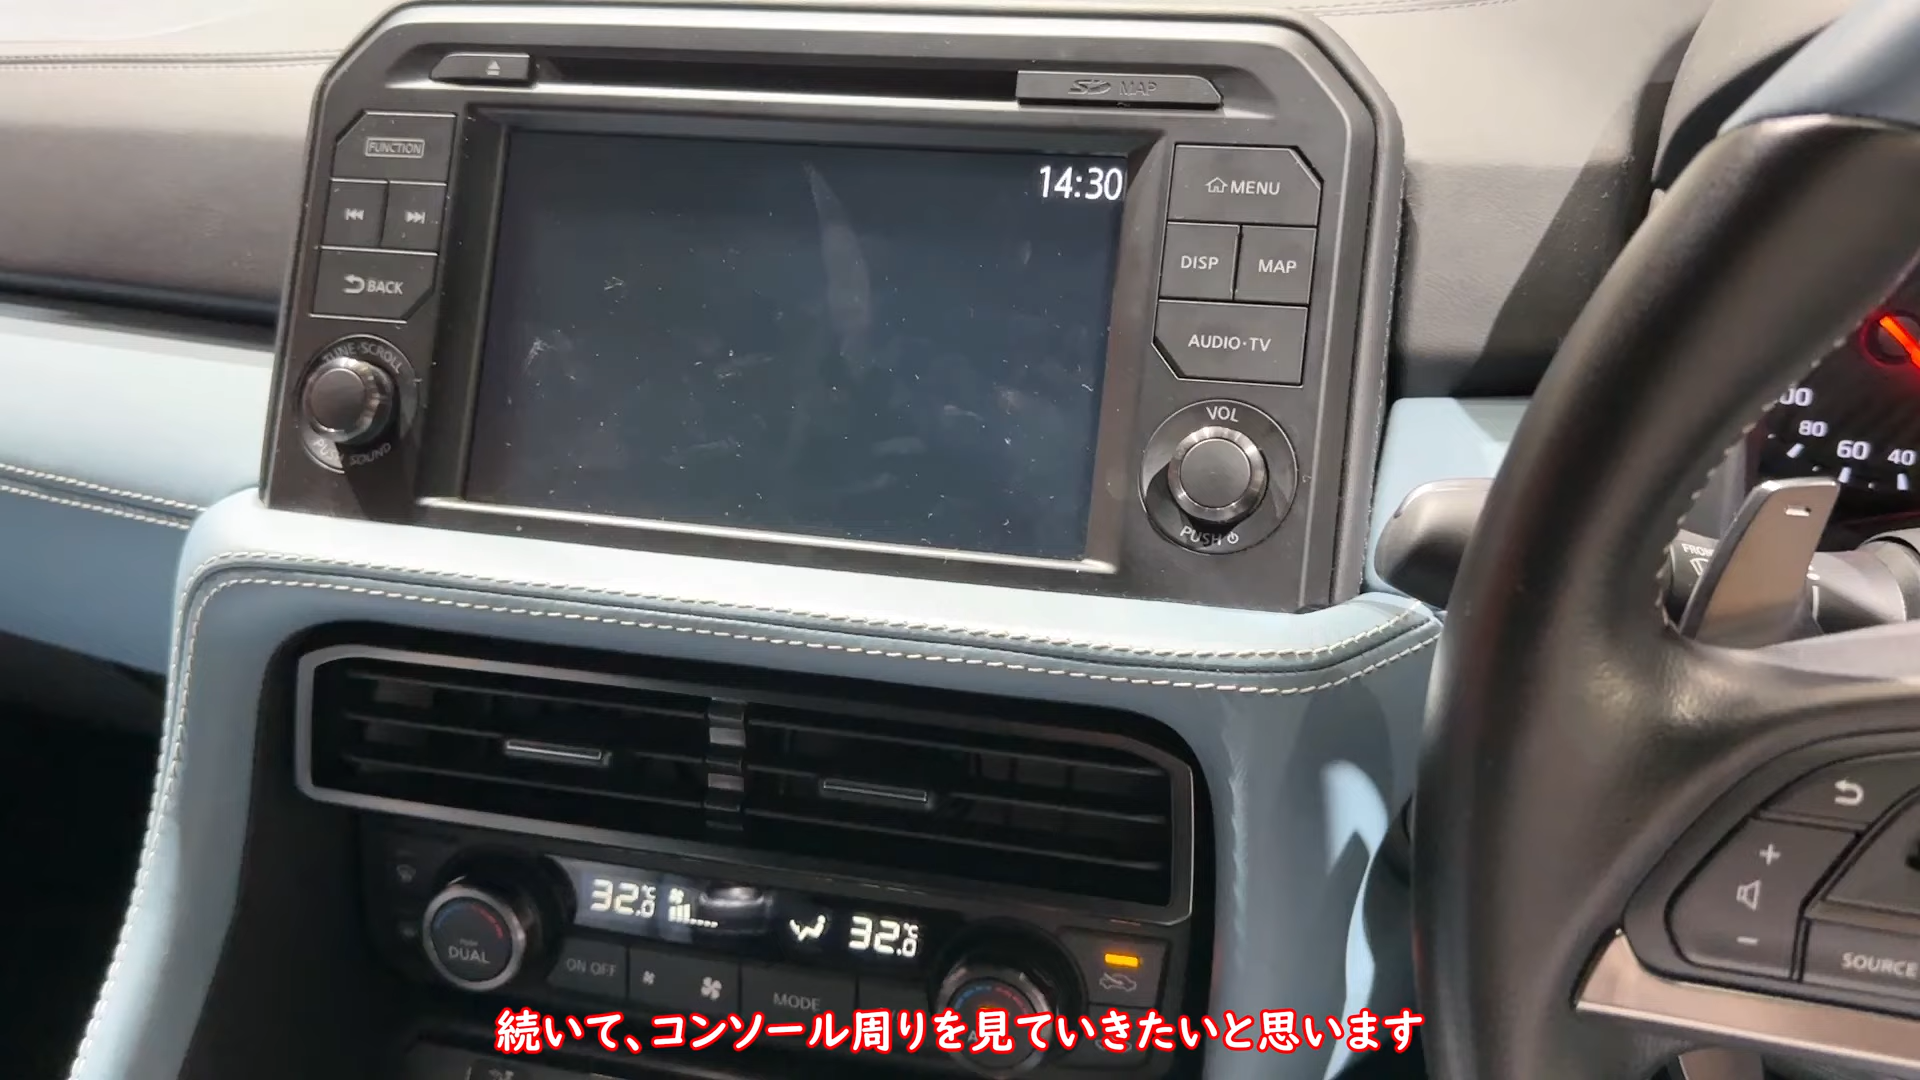 SD MAP
FUNCTION
14:30
MENU
BACK
DISP
MAP
AUDIO·TV
TUNE·SCROLL
PUSH SOUND
VOL
PUSH
80
60
40
32.0℃
32.0℃
DUAL
ON OFF
MODE
SOURCE
続いて、コンソール周りを見ていきたいと思います